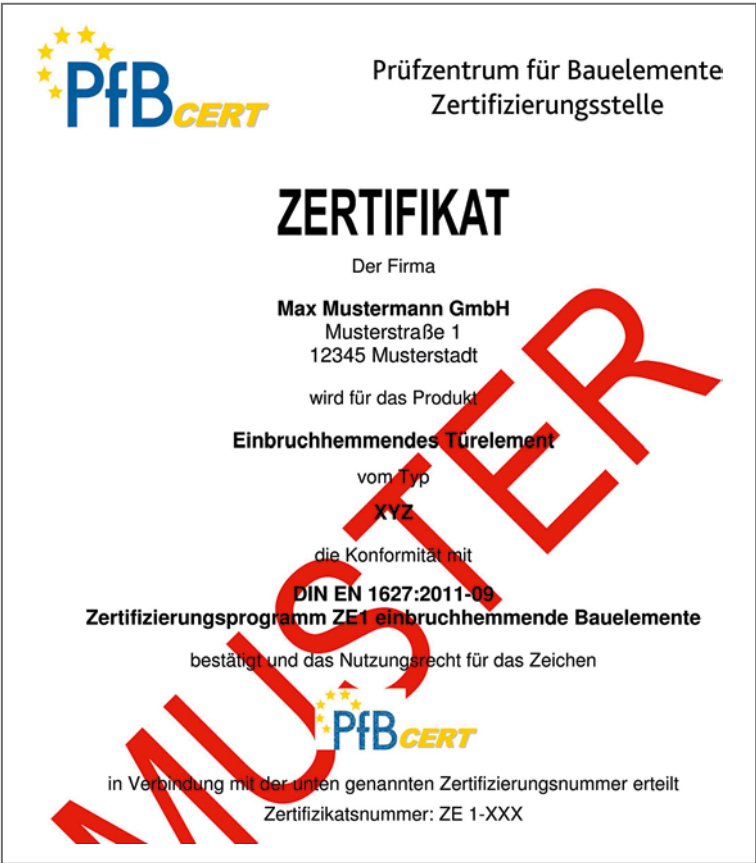 PfB CERT
Prüfzentrum für Bauelemente
Zertifizierungsstelle
ZERTIFIKAT
Der Firma
Max Mustermann GmbH
Musterstraße 1
12345 Musterstadt
wird für das Produkt
Einbruchhemmendes Türelement
vom Typ
XYZ
die Konformität mit
DIN EN 1627:2011-09
Zertifizierungsprogramm ZE1 einbruchhemmende Bauelemente
bestätigt und das Nutzungsrecht für das Zeichen
PfB CERT
in Verbindung mit der unten genannten Zertifizierungsnummer erteilt
Zertifizikatsnummer: ZE 1-XXX
MUSTER